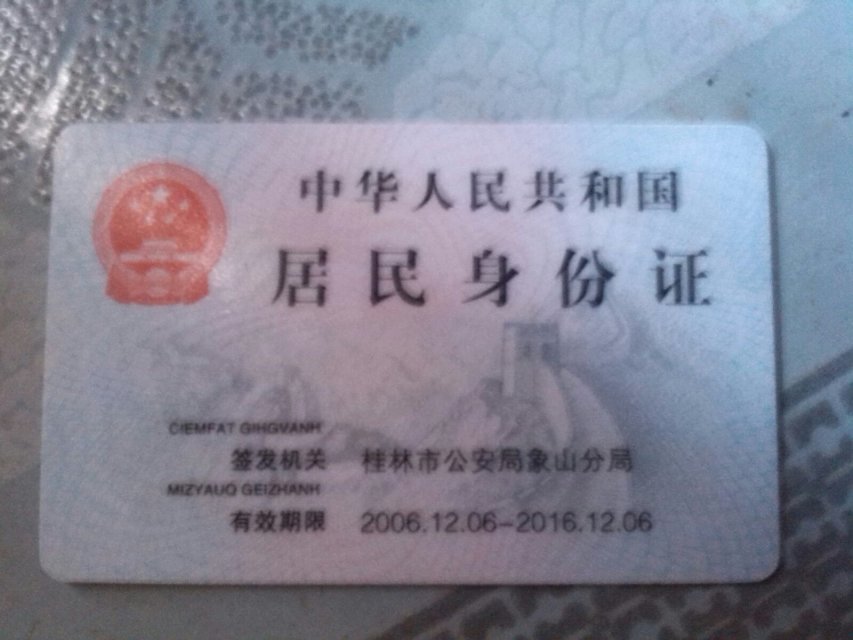 中华人民共和国
居民身份证
CIEMFAT GIHGVANH
签发机关 桂林市公安局象山分局
MIZYAUQ GEIZHANH
有效期限 2006.12.06-2016.12.06